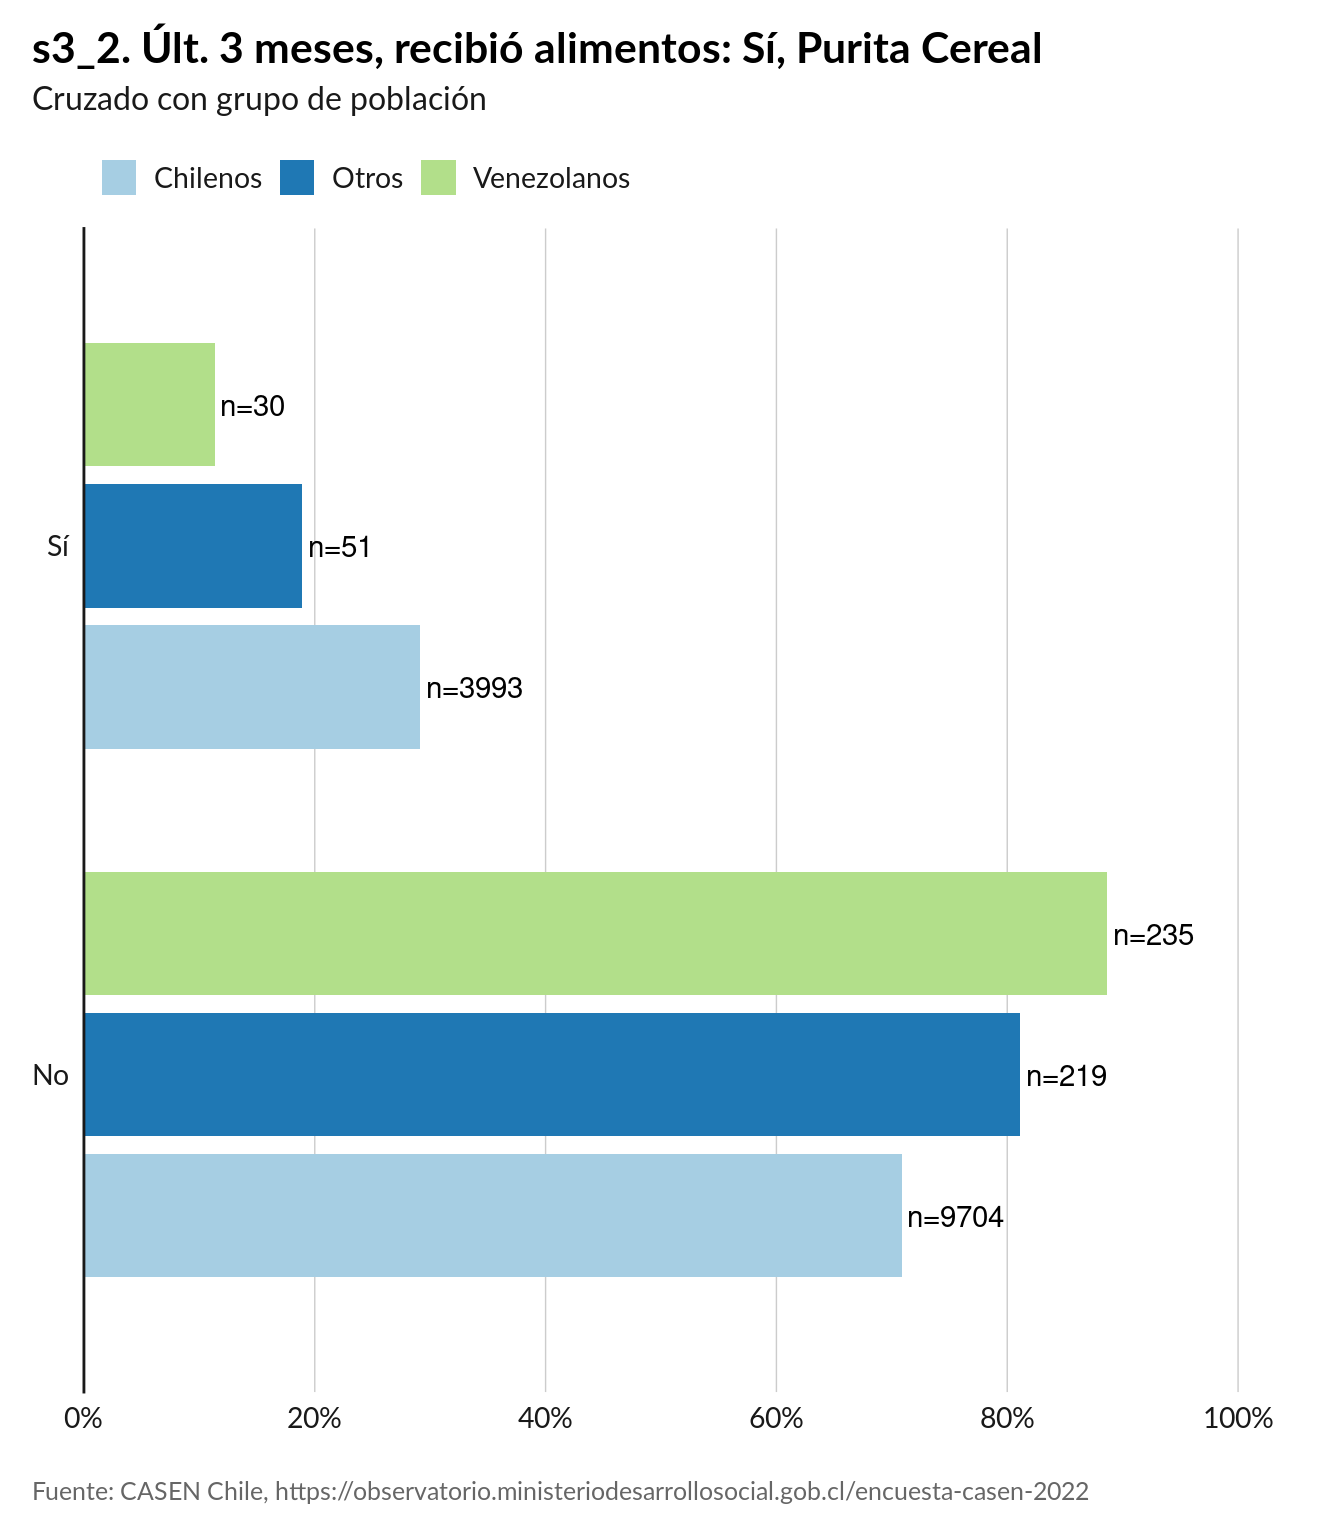 s3_2. Últ. 3 meses, recibió alimentos: Sí, Purita Cereal
Cruzado con grupo de población
Chilenos Otros Venezolanos
n=30
Sí
n=51
n=3993
n=235
No
n=219
n=9704
0% 20% 40% 60% 80% 100%
Fuente: CASEN Chile, https://observatorio.ministeriodesarrollosocial.gob.cl/encuesta-casen-2022